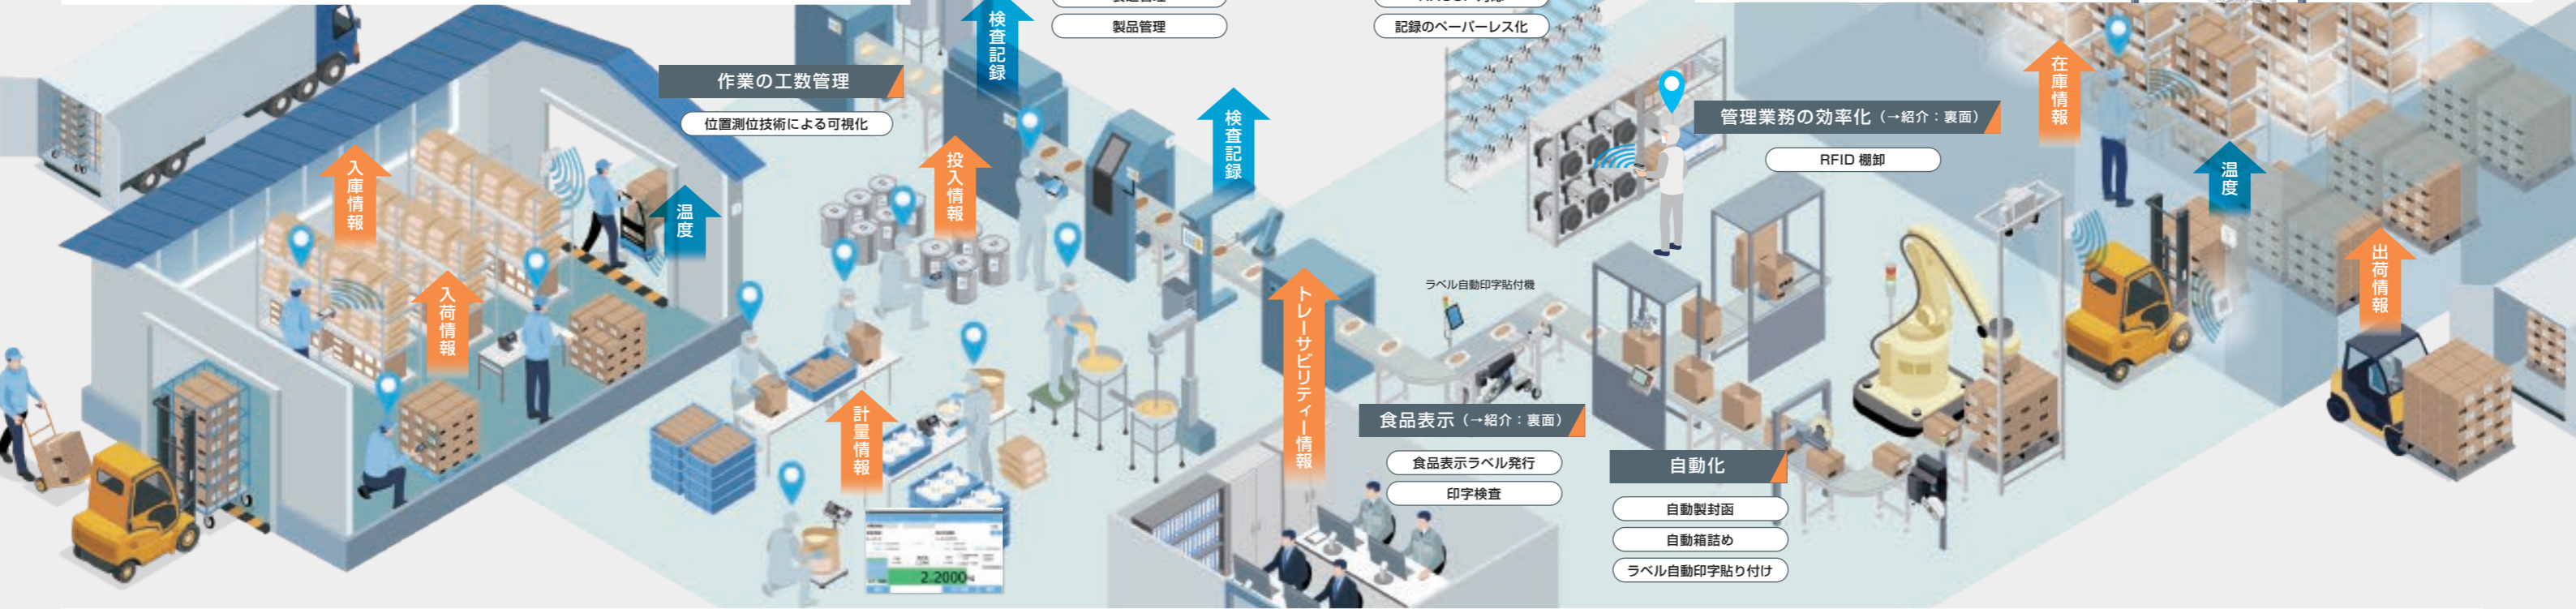 製品管理
記録のペーパーレス化
検査記録
作業の工数管理
位置測位技術による可視化
検査記録
在庫情報
管理業務の効率化（→紹介：裏面）
RFID 棚卸
入庫情報
投入情報
温度
温度
入荷情報
出荷情報
ラベル自動印字貼付機
トレーサビリティー情報
計量情報
食品表示（→紹介：裏面）
食品表示ラベル発行
印字検査
自動化
自動製封函
自動箱詰め
ラベル自動印字貼り付け
2.2000